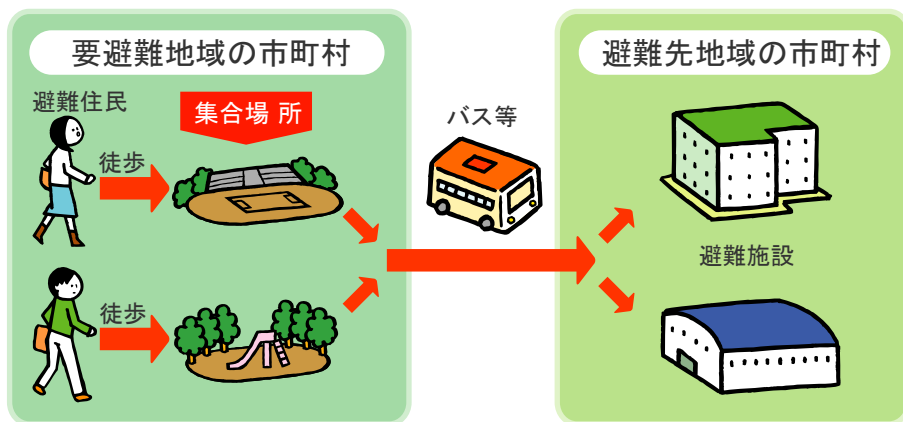 要避難地域の市町村
避難先地域の市町村
避難住民
集合場所
バス等
徒歩
避難施設
徒歩